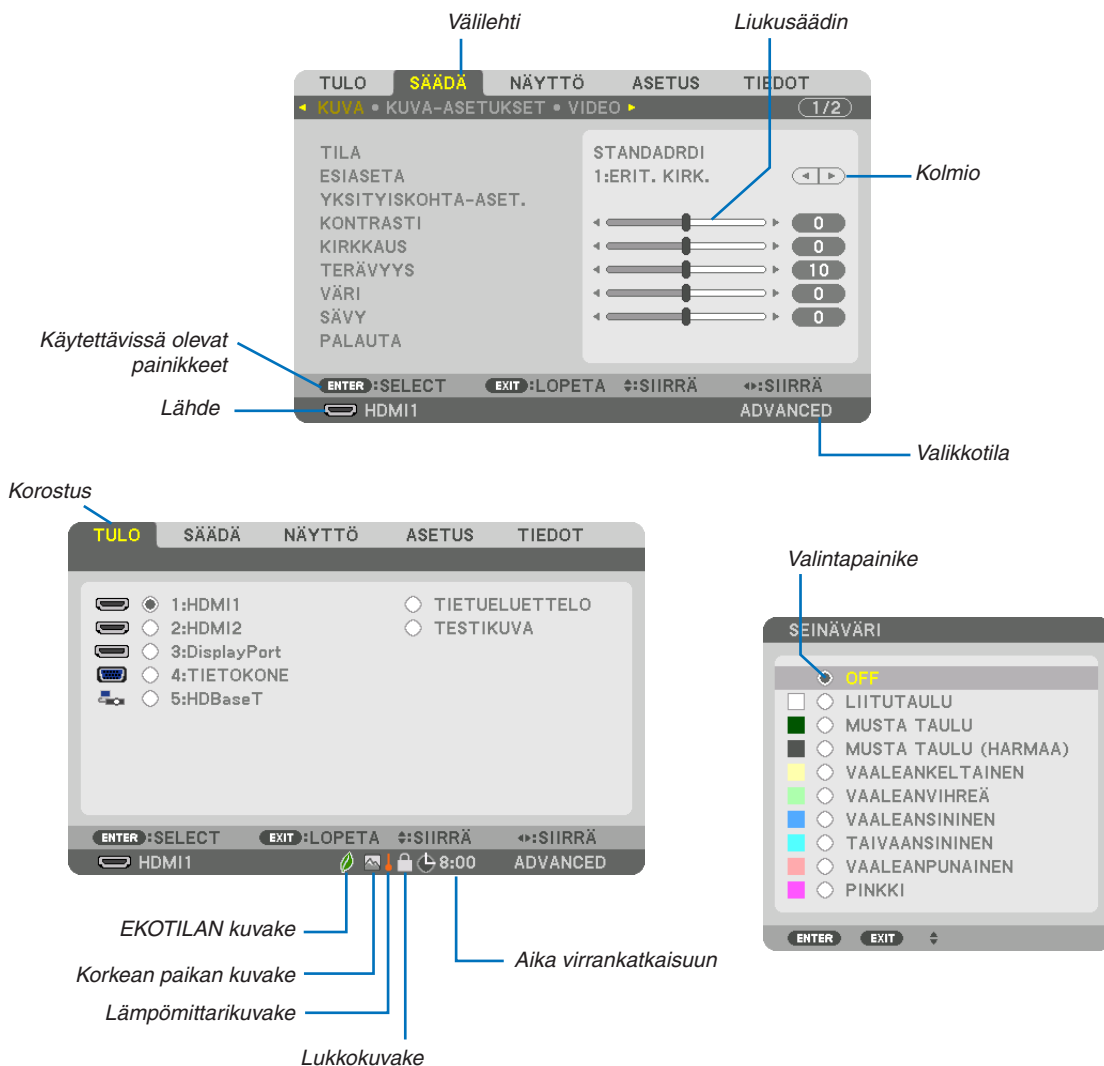 Välilehti
Liukusäädin
TULO SÄÄDÄ NÄYTTÖ ASETUS TIEDOT
KUVA • KUVA-ASETUKSET • VIDEO 1/2
TILA STANDADRDI
ESIASETA 1:ERIT. KIRK.
Kolmio
YKSITYISKOHTA-ASET.
KONTRASTI 0
KIRKKAUS 0
TERÄVYYS 10
VÄRI 0
SÄVY 0
PALAUTA
Käytettävissä olevat
painikkeet
ENTER :SELECT EXIT :LOPETA :SIIRRÄ :SIIRRÄ
Lähde
HDMI1 ADVANCED
Valikkotila
Korostus
TULO SÄÄDÄ NÄYTTÖ ASETUS TIEDOT
1:HDMI1 TIETUELUETTELO
2:HDMI2 TESTIKUVA
3:DisplayPort
4:TIETOKONE
5:HDBaseT
ENTER :SELECT EXIT :LOPETA :SIIRRÄ :SIIRRÄ
HDMI1 8:00 ADVANCED
EKOTILAN kuvake
Korkean paikan kuvake
Lämpömittarikuvake
Lukkokuvake
Aika virrankatkaisuun
Valintapainike
SEINÄVÄRI
OFF
LIITUTAULU
MUSTA TAULU
MUSTA TAULU (HARMAA)
VAALEANKELTAINEN
VAALEANVIHREÄ
VAALEANSININEN
TAIVAANSININEN
VAALEANPUNAINEN
PINKKI
ENTER EXIT